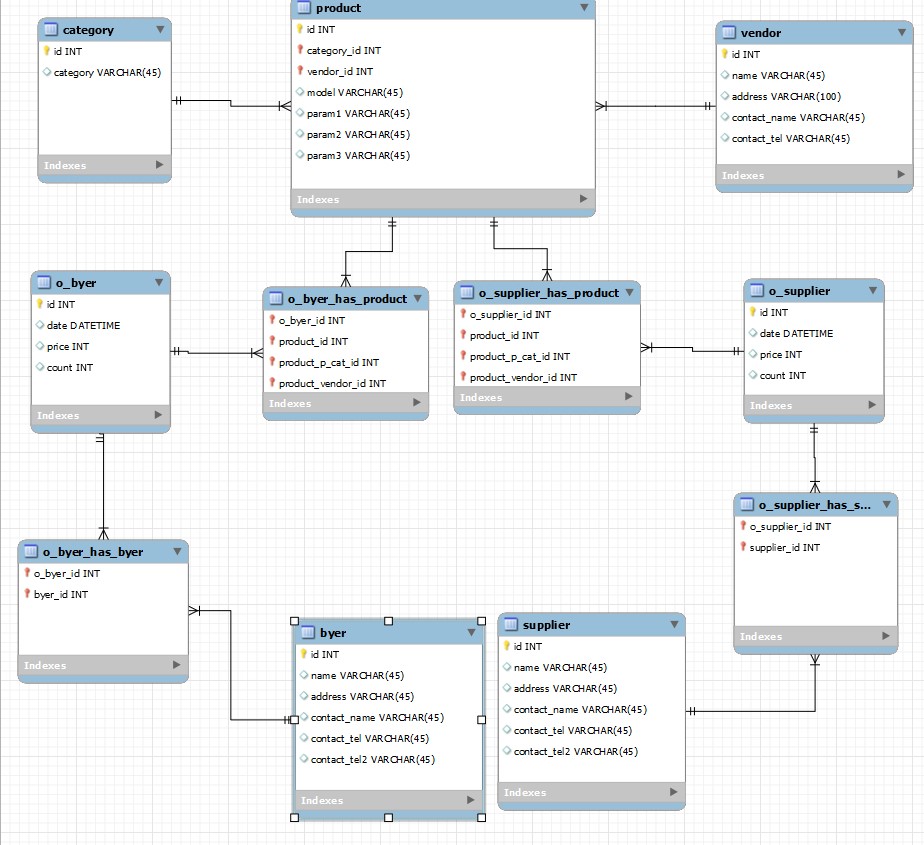 category
id INT
category VARCHAR(45)
Indexes
product
id INT
category_id INT
vendor_id INT
model VARCHAR(45)
param1 VARCHAR(45)
param2 VARCHAR(45)
param3 VARCHAR(45)
Indexes
vendor
id INT
name VARCHAR(45)
address VARCHAR(100)
contact_name VARCHAR(45)
contact_tel VARCHAR(45)
Indexes
o_byer
id INT
date DATETIME
price INT
count INT
Indexes
o_byer_has_product
o_byer_id INT
product_id INT
product_p_cat_id INT
product_vendor_id INT
Indexes
o_supplier_has_product
o_supplier_id INT
product_id INT
product_p_cat_id INT
product_vendor_id INT
Indexes
o_supplier
id INT
date DATETIME
price INT
count INT
Indexes
o_byer_has_byer
o_byer_id INT
byer_id INT
Indexes
byer
id INT
name VARCHAR(45)
address VARCHAR(45)
contact_name VARCHAR(45)
contact_tel VARCHAR(45)
contact_tel2 VARCHAR(45)
Indexes
supplier
id INT
name VARCHAR(45)
address VARCHAR(45)
contact_name VARCHAR(45)
contact_tel VARCHAR(45)
contact_tel2 VARCHAR(45)
Indexes
o_supplier_has_s...
o_supplier_id INT
supplier_id INT
Indexes